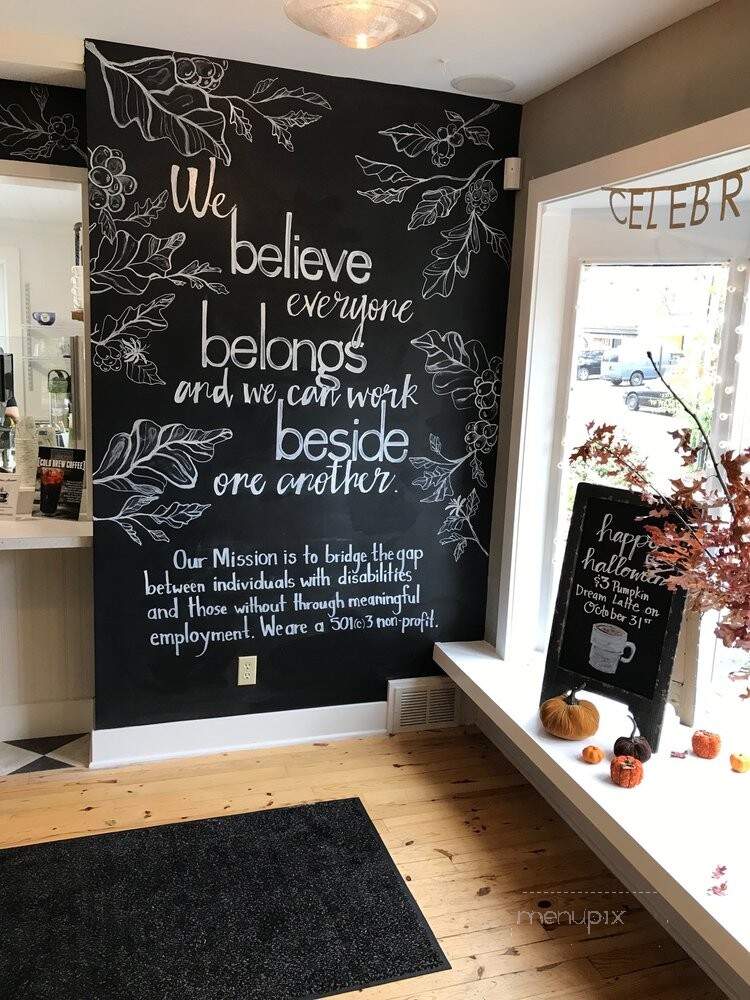 We
believe
everyone
belongs
and we can work
beside
one another.
Our Mission is to bridge the gap
between individuals with disabilities
and those without through meaningful
employment. We are a 501(c)3 non-profit.
CELEBR
COLD BREW COFFEE
happy
hallowe
$3 Pumpkin
Dream Latte on
October 31ST
menupix